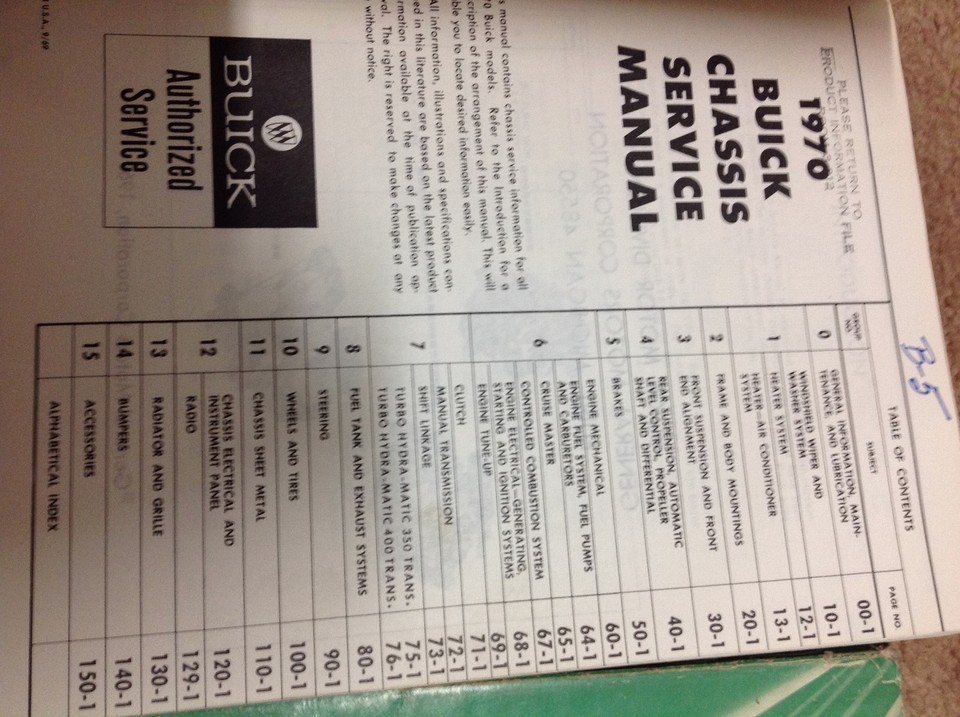 PLEASE RETURN TO
PRODUCT INFORMATION FILE
1970
BUICK
CHASSIS
SERVICE
MANUAL
s manual contains chassis service information for all
Buick models. Refer to the Introduction for a
cription of the arrangement of this manual. This will
ble you to locate desired information easily.
All information, illustrations and specifications con-
ed in this literature are based on the latest product
rmation available at the time of publication ap-
val. The right is reserved to make changes at any
without notice.
BUICK
Authorized
Service
U.S.A., 9/69
B-5
TABLE OF CONTENTS
GROUP NO. SUBJECT PAGE NO.
0 GENERAL INFORMATION, MAIN-
TENANCE AND LUBRICATION 00-1
1 WINDSHIELD WIPER AND
WASHER SYSTEM 10-1
HEATER SYSTEM 12-1
HEATER-AIR CONDITIONER
SYSTEM 13-1
2 FRAME AND BODY MOUNTINGS 20-1
3 FRONT SUSPENSION AND FRONT
END ALIGNMENT 30-1
4 REAR SUSPENSION, AUTOMATIC
LEVEL CONTROL, PROPELLER
SHAFT AND DIFFERENTIAL 40-1
5 BRAKES 50-1
6 ENGINE MECHANICAL 60-1
ENGINE FUEL SYSTEM, FUEL PUMPS
AND CARBURETORS 64-1
CRUISE MASTER 65-1
CONTROLLED COMBUSTION SYSTEM 67-1
ENGINE ELECTRICAL-GENERATING,
STARTING AND IGNITION SYSTEMS 68-1
ENGINE TUNE-UP 69-1
7 CLUTCH 71-1
MANUAL TRANSMISSION 72-1
SHIFT LINKAGE 73-1
TURBO HYDRA-MATIC 350 TRANS. 75-1
TURBO HYDRA-MATIC 400 TRANS. 76-1
8 FUEL TANK AND EXHAUST SYSTEMS 80-1
9 STEERING 90-1
10 WHEELS AND TIRES 100-1
11 CHASSIS SHEET METAL 110-1
12 CHASSIS ELECTRICAL AND
INSTRUMENT PANEL 120-1
RADIO 129-1
13 RADIATOR AND GRILLE 130-1
14 BUMPERS 140-1
15 ACCESSORIES 150-1
ALPHABETICAL INDEX